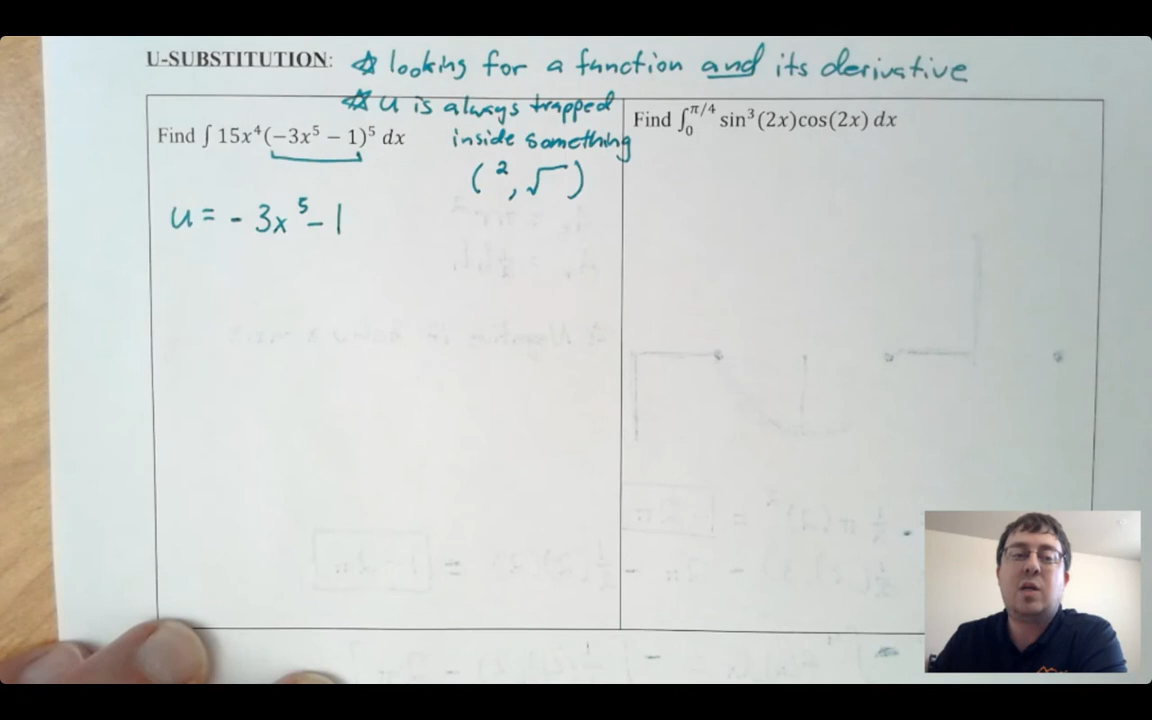 U-SUBSTITUTION: ☆ looking for a function and its derivative
☆ u is always trapped
inside something
( ², √ )
Find ∫ 15x⁴(−3x⁵ − 1)⁵ dx
u = - 3x⁵ - 1
Find ∫₀^{π/4} sin³(2x)cos(2x) dx